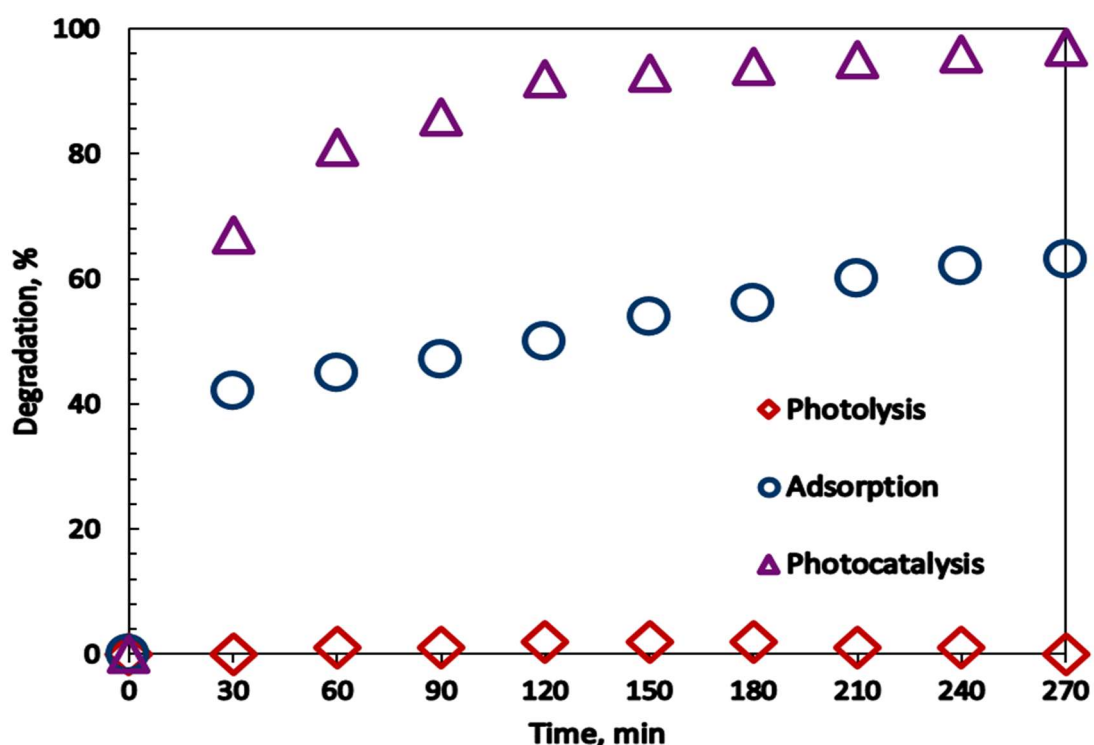 100
80
60
40
20
0
Degradation, %
Photolysis
Adsorption
Photocatalysis
0 30 60 90 120 150 180 210 240 270
Time, min